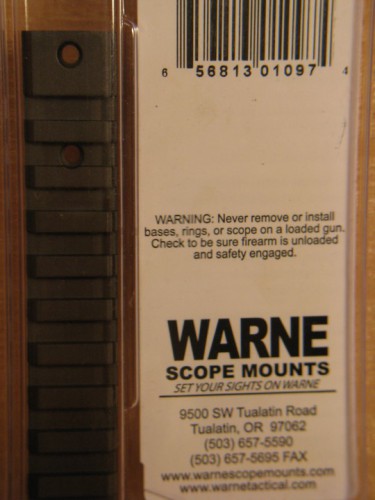 6 56813 01097 4
WARNING: Never remove or install
bases, rings, or scope on a loaded gun.
Check to be sure firearm is unloaded
and safety engaged.
WARNE
SCOPE MOUNTS
SET YOUR SIGHTS ON WARNE
9500 SW Tualatin Road
Tualatin, OR 97062
(503) 657-5590
(503) 657-5695 FAX
www.warnescopemounts.com
www.warnetactical.com